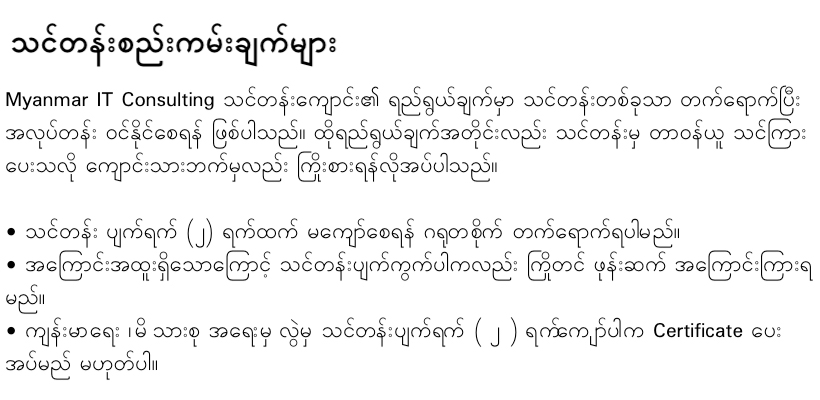 သင်တန်းစည်းကမ်းချက်များ
Myanmar IT Consulting သင်တန်းကျောင်း၏ ရည်ရွယ်ချက်မှာ သင်တန်းတစ်ခုသာ တက်ရောက်ပြီး
အလုပ်တန်း ဝင်နိုင်စေရန် ဖြစ်ပါသည်။ ထိုရည်ရွယ်ချက်အတိုင်းလည်း သင်တန်းမှ တာဝန်ယူ သင်ကြား
ပေးသလို ကျောင်းသားဘက်မှလည်း ကြိုးစားရန်လိုအပ်ပါသည်။
• သင်တန်း ပျက်ရက် (၂) ရက်ထက် မကျော်စေရန် ဂရုတစိုက် တက်ရောက်ရပါမည်။
• အကြောင်းအထူးရှိသောကြောင့် သင်တန်းပျက်ကွက်ပါကလည်း ကြိုတင် ဖုန်းဆက် အကြောင်းကြားရ
မည်။
• ကျန်းမာရေး ၊မိသားစု အရေးမှ လွဲမှ သင်တန်းပျက်ရက် ( ၂ ) ရက်ကျော်ပါက Certificate ပေး
အပ်မည် မဟုတ်ပါ။